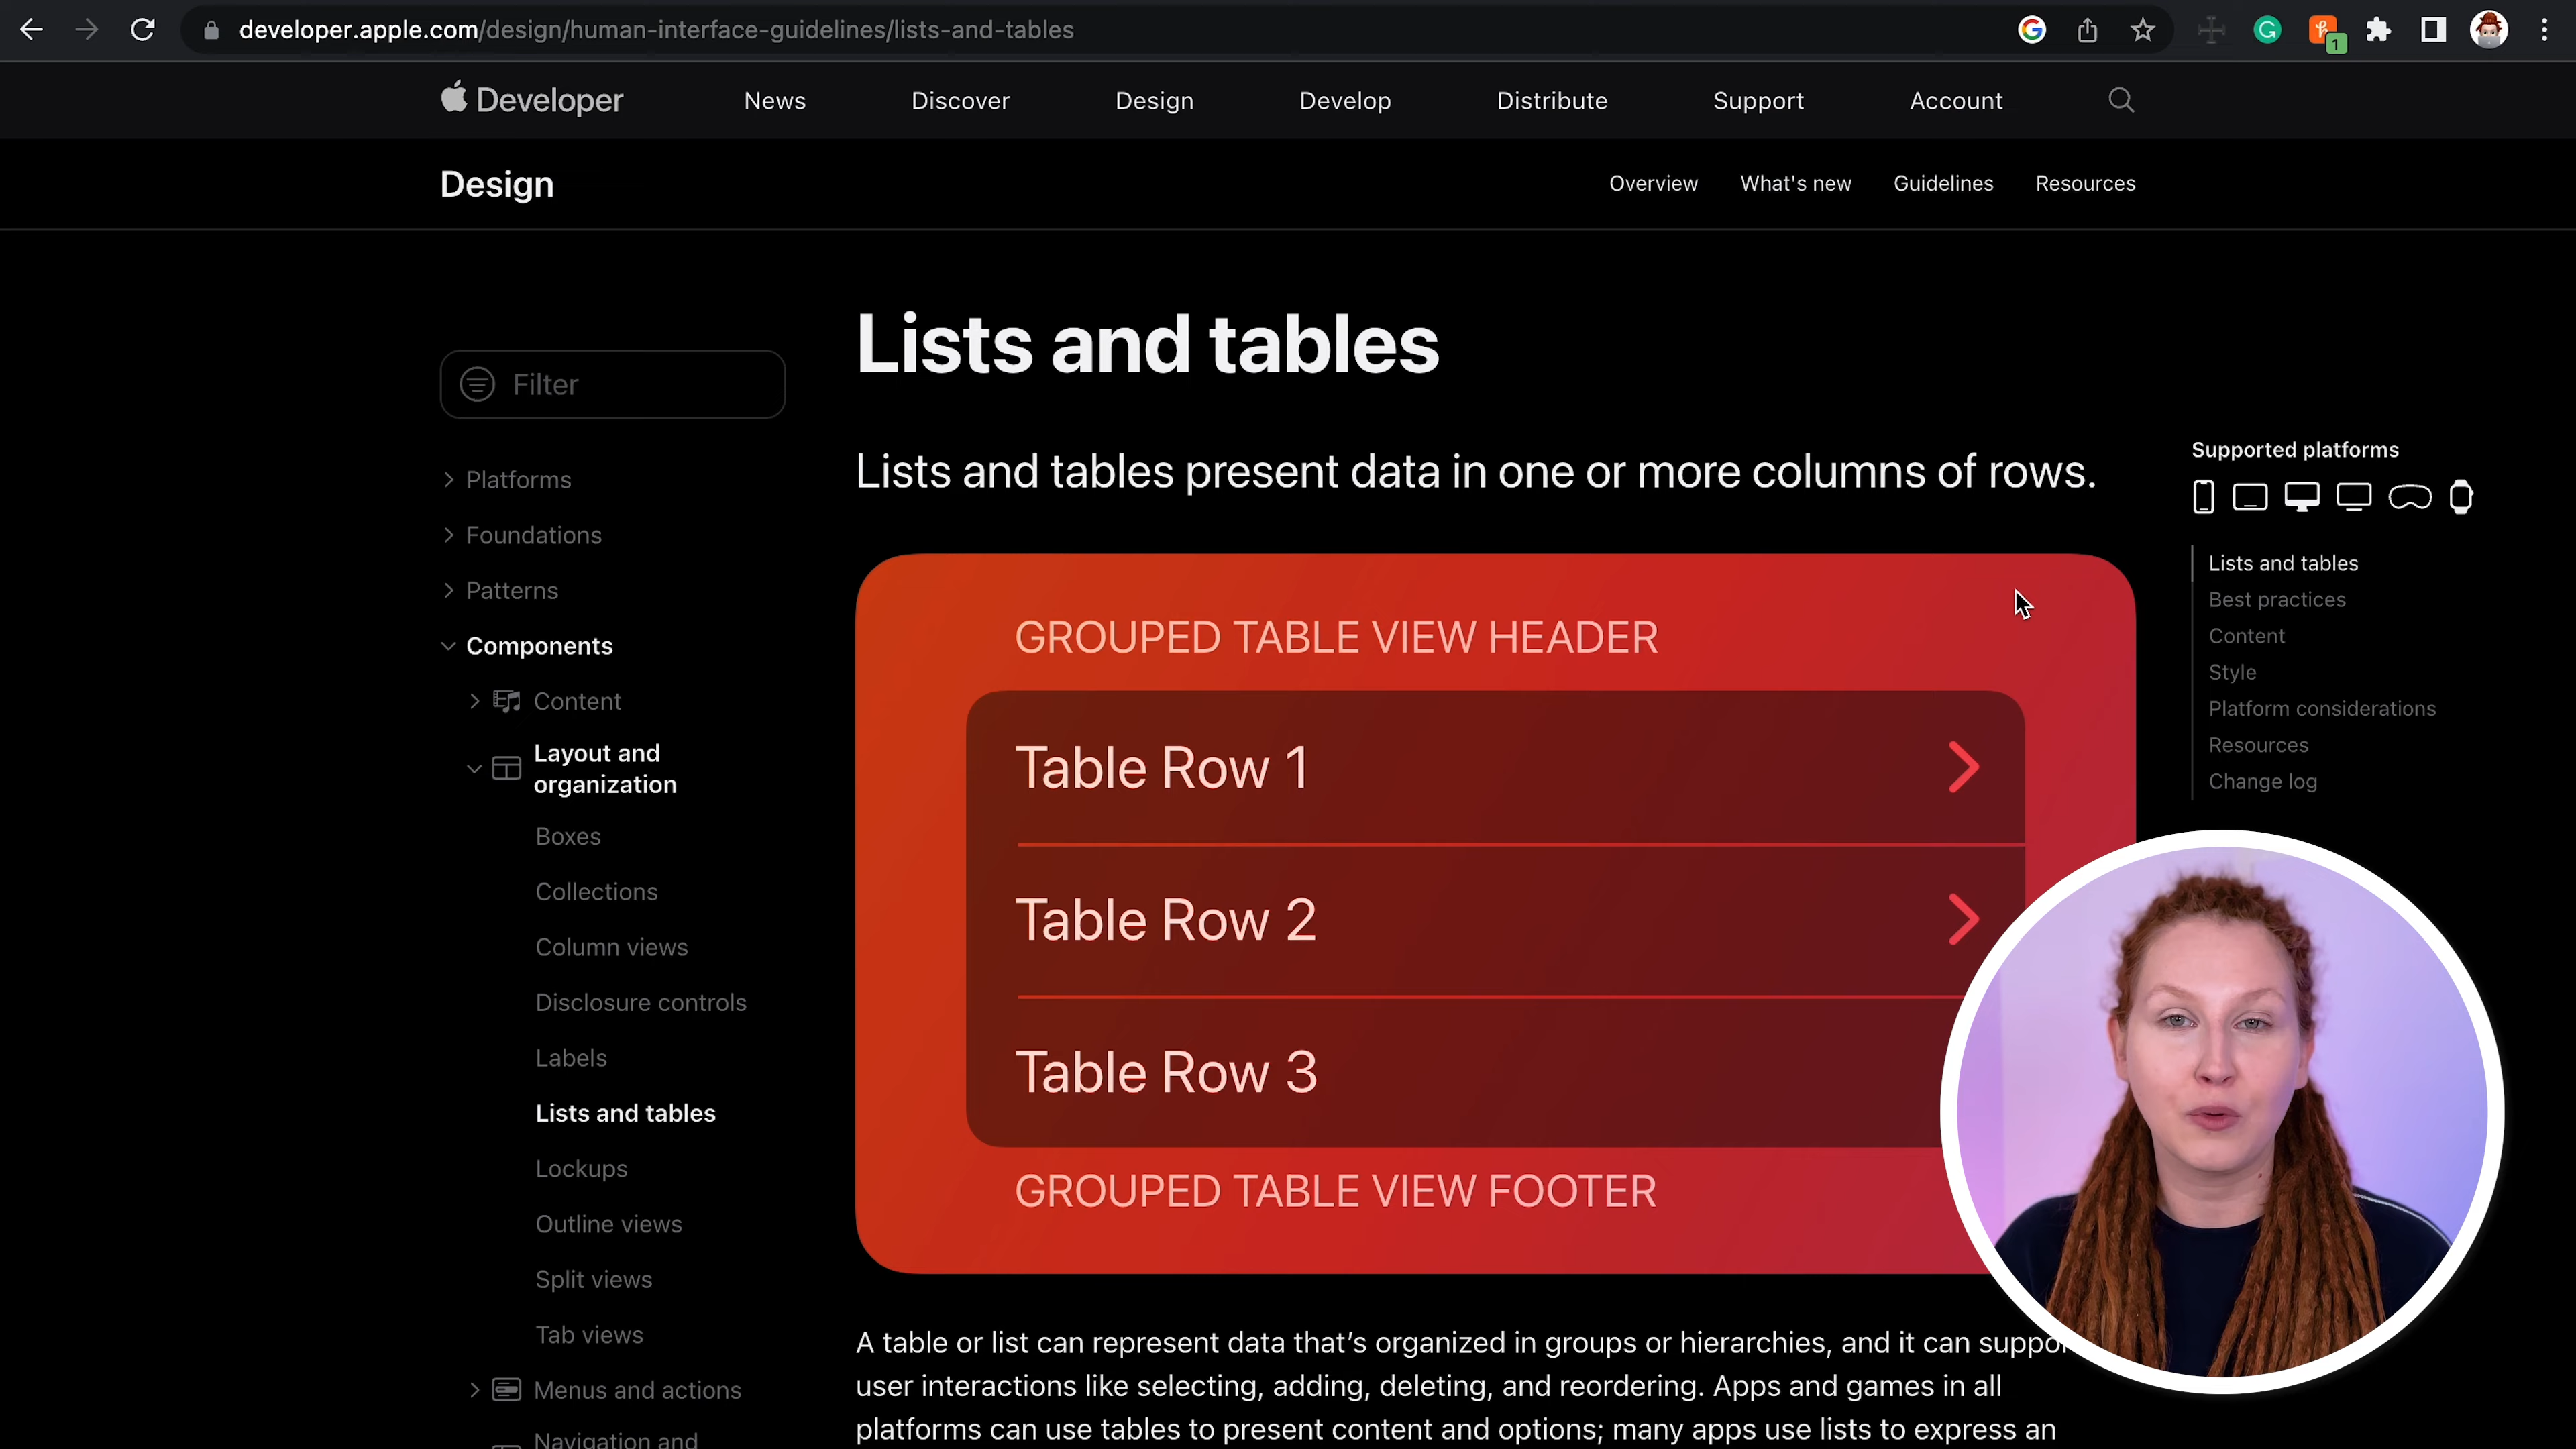 developer.apple.com/design/human-interface-guidelines/lists-and-tables
1
Developer
News
Discover
Design
Develop
Distribute
Support
Account
Design
Overview
What's new
Guidelines
Resources
Filter
Platforms
Foundations
Patterns
Components
Content
Layout and
organization
Boxes
Collections
Column views
Disclosure controls
Labels
Lists and tables
Lockups
Outline views
Split views
Tab views
Menus and actions
Navigation and
Lists and tables
Lists and tables present data in one or more columns of rows.
GROUPED TABLE VIEW HEADER
Table Row 1
Table Row 2
Table Row 3
GROUPED TABLE VIEW FOOTER
A table or list can represent data that’s organized in groups or hierarchies, and it can suppor
user interactions like selecting, adding, deleting, and reordering. Apps and games in all
platforms can use tables to present content and options; many apps use lists to express an
Supported platforms
Lists and tables
Best practices
Content
Style
Platform considerations
Resources
Change log